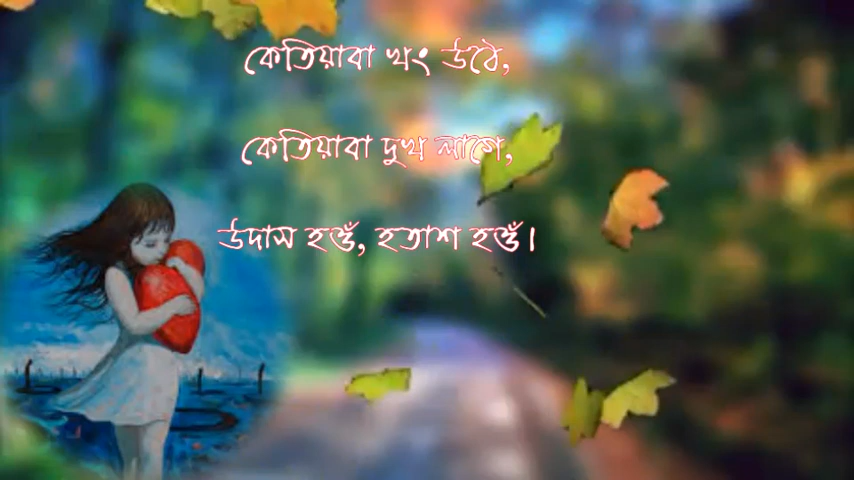 কেতিয়াবা খং উঠে,
কেতিয়াবা দুখ লাগে,
উদাস হওঁ, হতাশ হওঁ।